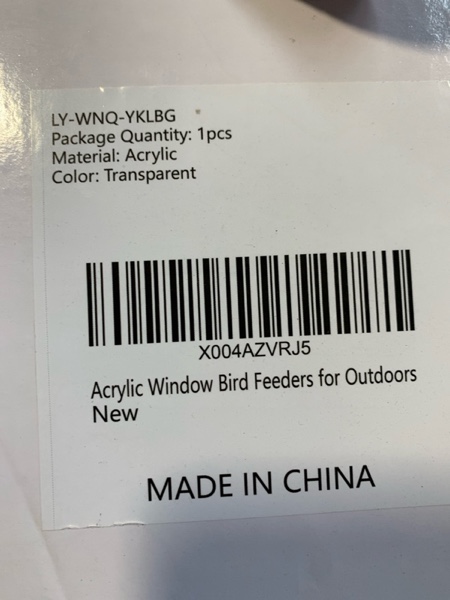 LY-WNQ-YKLBG
Package Quantity: 1pcs
Material: Acrylic
Color: Transparent
X004AZVRJ5
Acrylic Window Bird Feeders for Outdoors
New
MADE IN CHINA